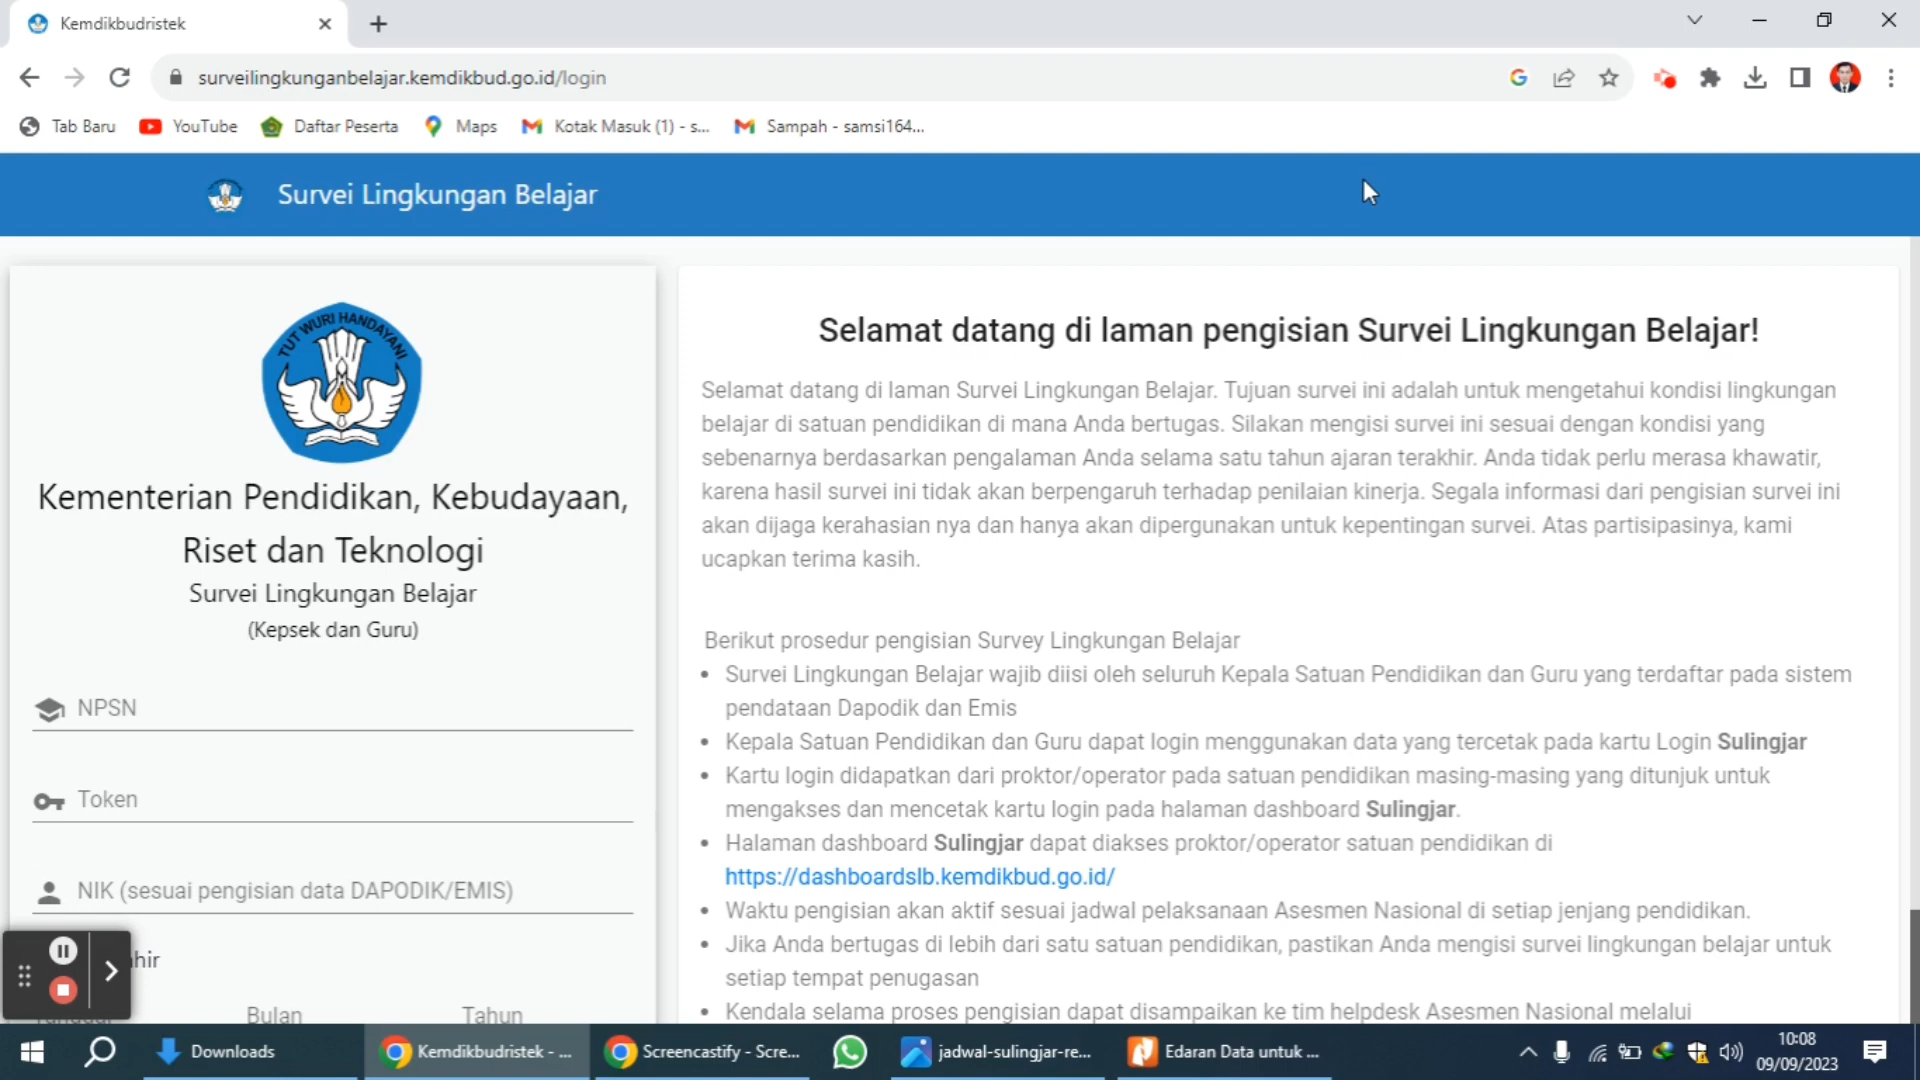 Kemdikbudristek
surveilingkunganbelajar.kemdikbud.go.id/login
Tab Baru YouTube Daftar Peserta Maps Kotak Masuk (1) - s... Sampah - samsi164...
Survei Lingkungan Belajar
TUT WURI HANDAYANI
Kementerian Pendidikan, Kebudayaan,
Riset dan Teknologi
Survei Lingkungan Belajar
(Kepsek dan Guru)
NPSN
Token
NIK (sesuai pengisian data DAPODIK/EMIS)
hir
Bulan Tahun
Selamat datang di laman pengisian Survei Lingkungan Belajar!
Selamat datang di laman Survei Lingkungan Belajar. Tujuan survei ini adalah untuk mengetahui kondisi lingkungan
belajar di satuan pendidikan di mana Anda bertugas. Silakan mengisi survei ini sesuai dengan kondisi yang
sebenarnya berdasarkan pengalaman Anda selama satu tahun ajaran terakhir. Anda tidak perlu merasa khawatir,
karena hasil survei ini tidak akan berpengaruh terhadap penilaian kinerja. Segala informasi dari pengisian survei ini
akan dijaga kerahasian nya dan hanya akan dipergunakan untuk kepentingan survei. Atas partisipasinya, kami
ucapkan terima kasih.
Berikut prosedur pengisian Survey Lingkungan Belajar
• Survei Lingkungan Belajar wajib diisi oleh seluruh Kepala Satuan Pendidikan dan Guru yang terdaftar pada sistem
pendataan Dapodik dan Emis
• Kepala Satuan Pendidikan dan Guru dapat login menggunakan data yang tercetak pada kartu Login Sulingjar
• Kartu login didapatkan dari proktor/operator pada satuan pendidikan masing-masing yang ditunjuk untuk
mengakses dan mencetak kartu login pada halaman dashboard Sulingjar.
• Halaman dashboard Sulingjar dapat diakses proktor/operator satuan pendidikan di
https://dashboardslb.kemdikbud.go.id/
• Waktu pengisian akan aktif sesuai jadwal pelaksanaan Asesmen Nasional di setiap jenjang pendidikan.
• Jika Anda bertugas di lebih dari satu satuan pendidikan, pastikan Anda mengisi survei lingkungan belajar untuk
setiap tempat penugasan
• Kendala selama proses pengisian dapat disampaikan ke tim helpdesk Asesmen Nasional melalui
Downloads Kemdikbudristek - ... Screencastify - Scre... jadwal-sulingjar-re... Edaran Data untuk ...
10:08
09/09/2023